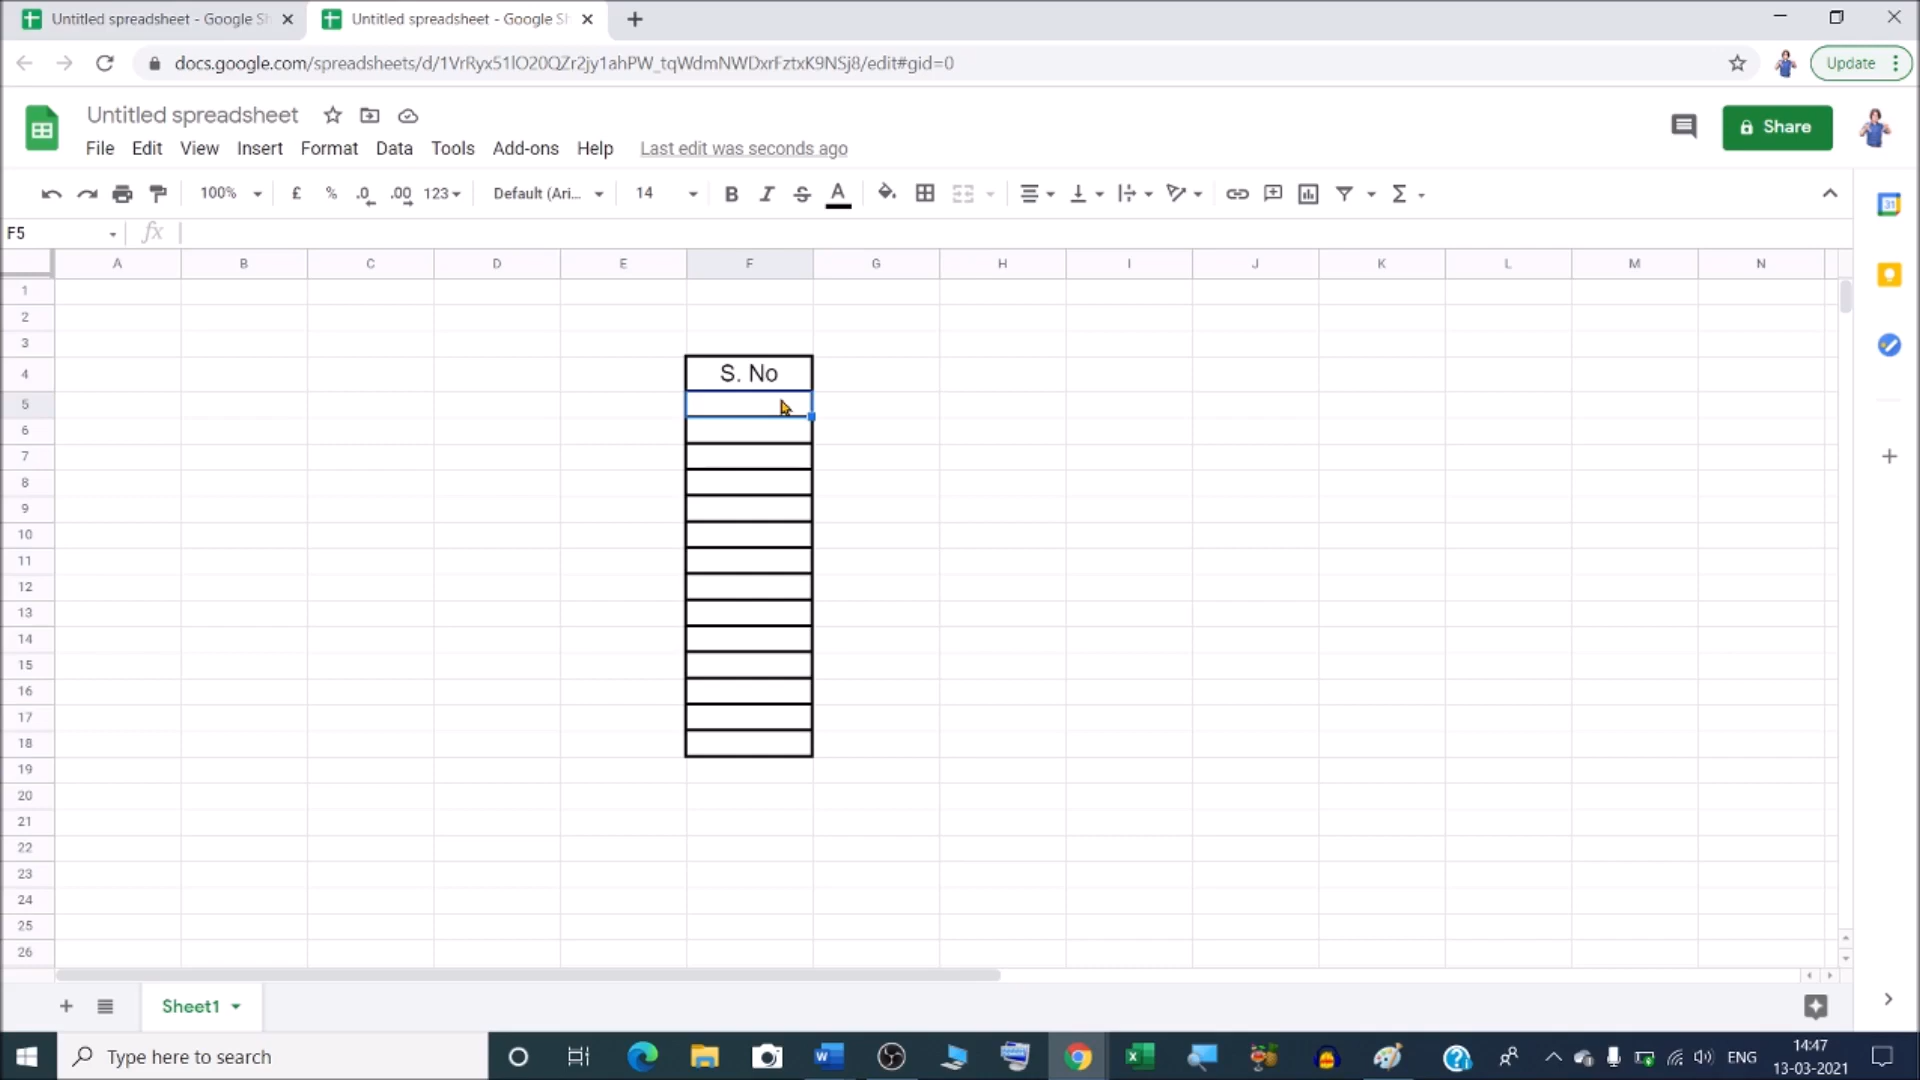 Untitled spreadsheet - Google Sh
Untitled spreadsheet - Google Sh
docs.google.com/spreadsheets/d/1VrRyx51lO20QZr2jy1ahPW_tqWdmNWDxrFztxK9NSj8/edit#gid=0
Update
Untitled spreadsheet
Share
File Edit View Insert Format Data Tools Add-ons Help Last edit was seconds ago
100% £ % .0 .00 123 Default (Ari... 14 B I S A Σ
31
F5 fx
A B C D E F G H I J K L M N
1
2
3
4 S. No
5
6
7
8
9
10
11
12
13
14
15
16
17
18
19
20
21
22
23
24
25
26
Sheet1
Type here to search
ENG
14:47
13-03-2021